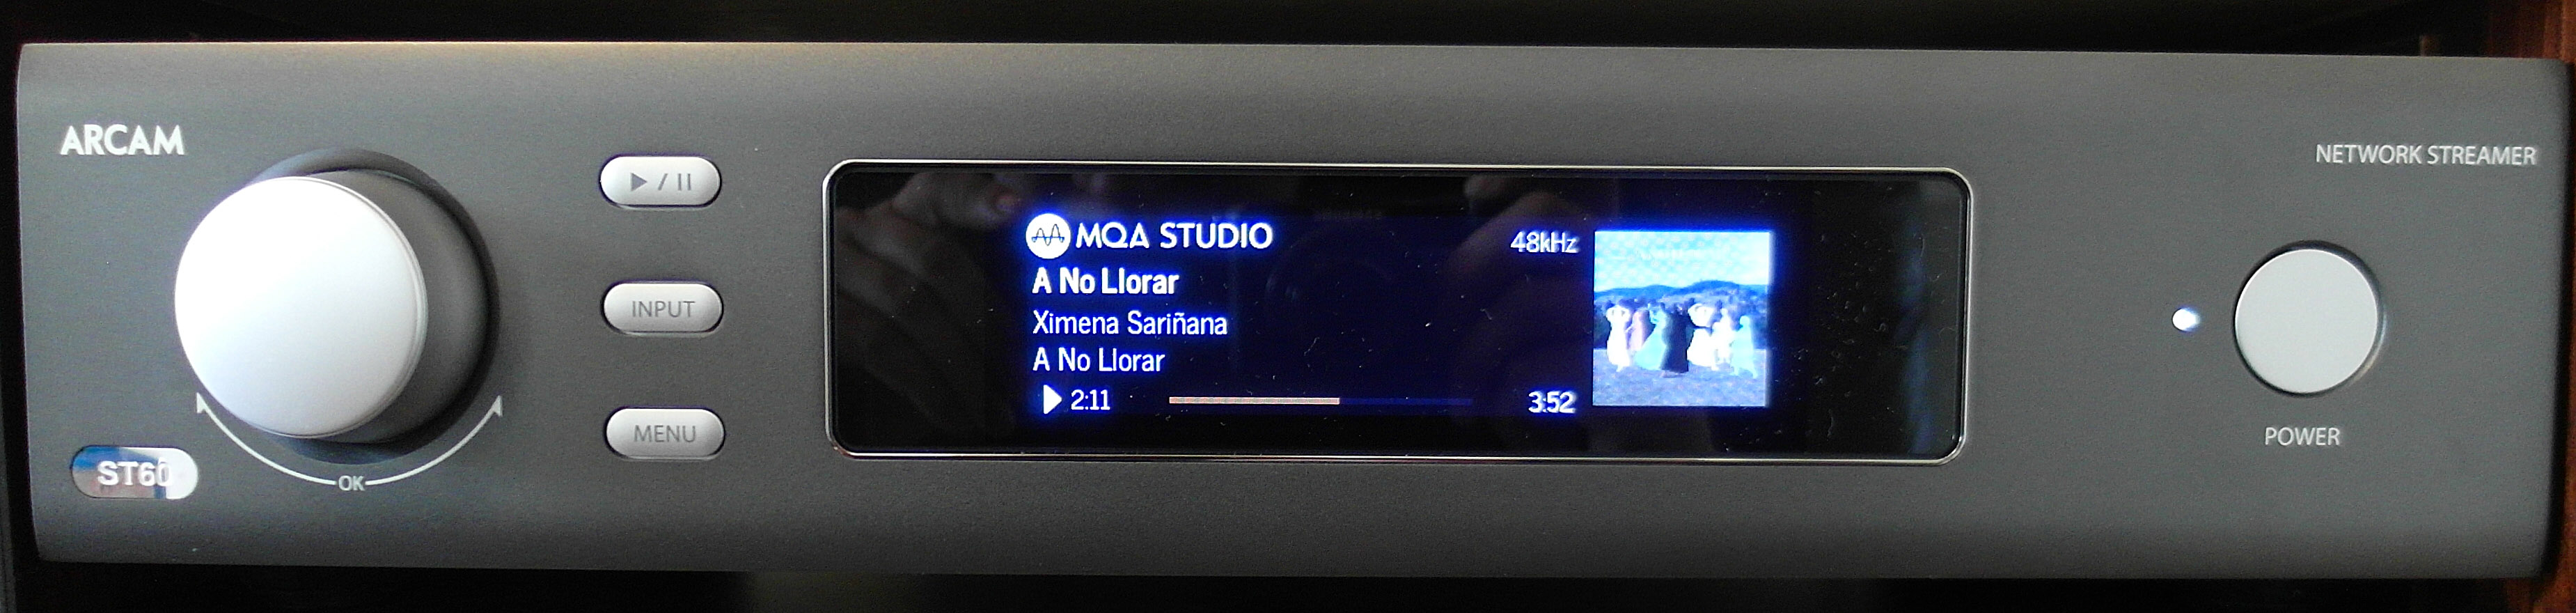 ARCAM
ST60
OK
▶ / II
INPUT
MENU
MQA STUDIO
48kHz
A No Llorar
Ximena Sariñana
A No Llorar
2:11
3:52
NETWORK STREAMER
POWER